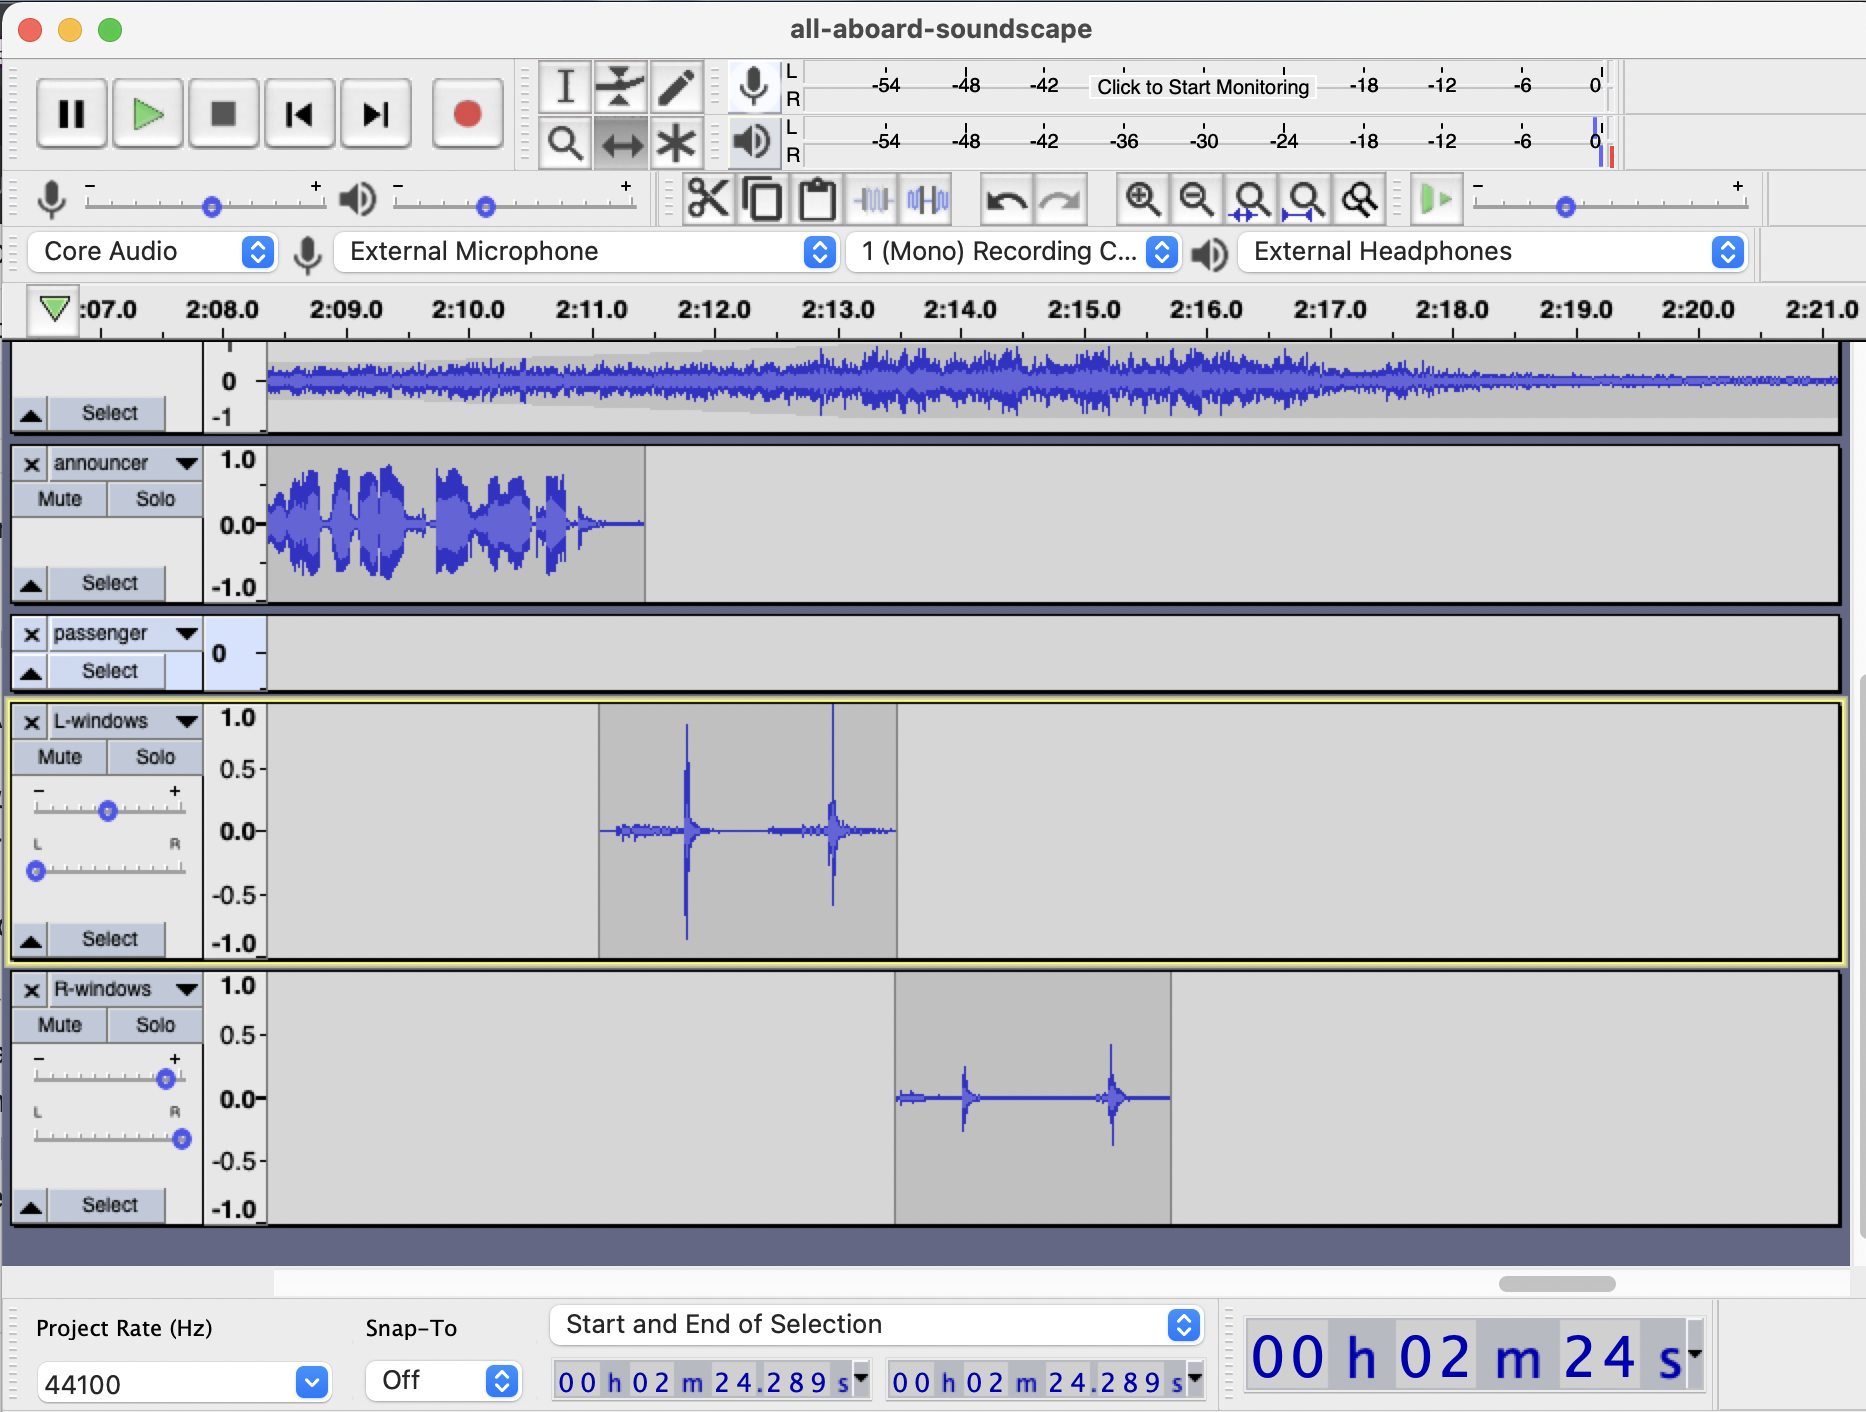 all-aboard-soundscape
L
R
-54 -48 -42 Click to Start Monitoring -18 -12 -6 0
L
R
-54 -48 -42 -36 -30 -24 -18 -12 -6 0
- + - + - +
Core Audio External Microphone 1 (Mono) Recording C... External Headphones
:07.0 2:08.0 2:09.0 2:10.0 2:11.0 2:12.0 2:13.0 2:14.0 2:15.0 2:16.0 2:17.0 2:18.0 2:19.0 2:20.0 2:21.0
0
Select -1
announcer 1.0
Mute Solo
0.0
Select -1.0
passenger
0
Select
L-windows 1.0
Mute Solo
0.5
- +
0.0
L R
-0.5
Select -1.0
R-windows 1.0
Mute Solo
0.5
- +
0.0
L R
-0.5
Select -1.0
Project Rate (Hz) Snap-To Start and End of Selection
44100 Off 00 h 02 m 24.289 s 00 h 02 m 24.289 s
00 h 02 m 24 s